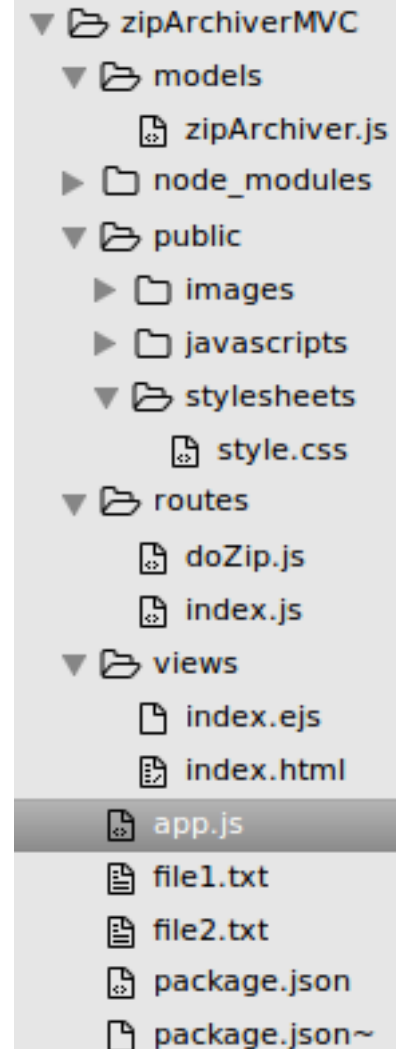 zipArchiverMVC
models
zipArchiver.js
node_modules
public
images
javascripts
stylesheets
style.css
routes
doZip.js
index.js
views
index.ejs
index.html
app.js
file1.txt
file2.txt
package.json
package.json~